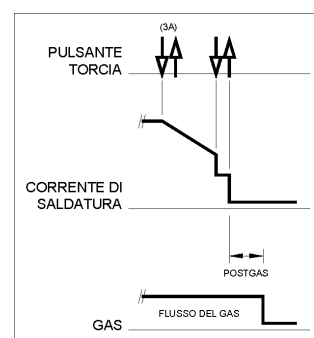 (3A)
PULSANTE
TORCIA
CORRENTE DI
SALDATURA
POSTGAS
FLUSSO DEL GAS
GAS